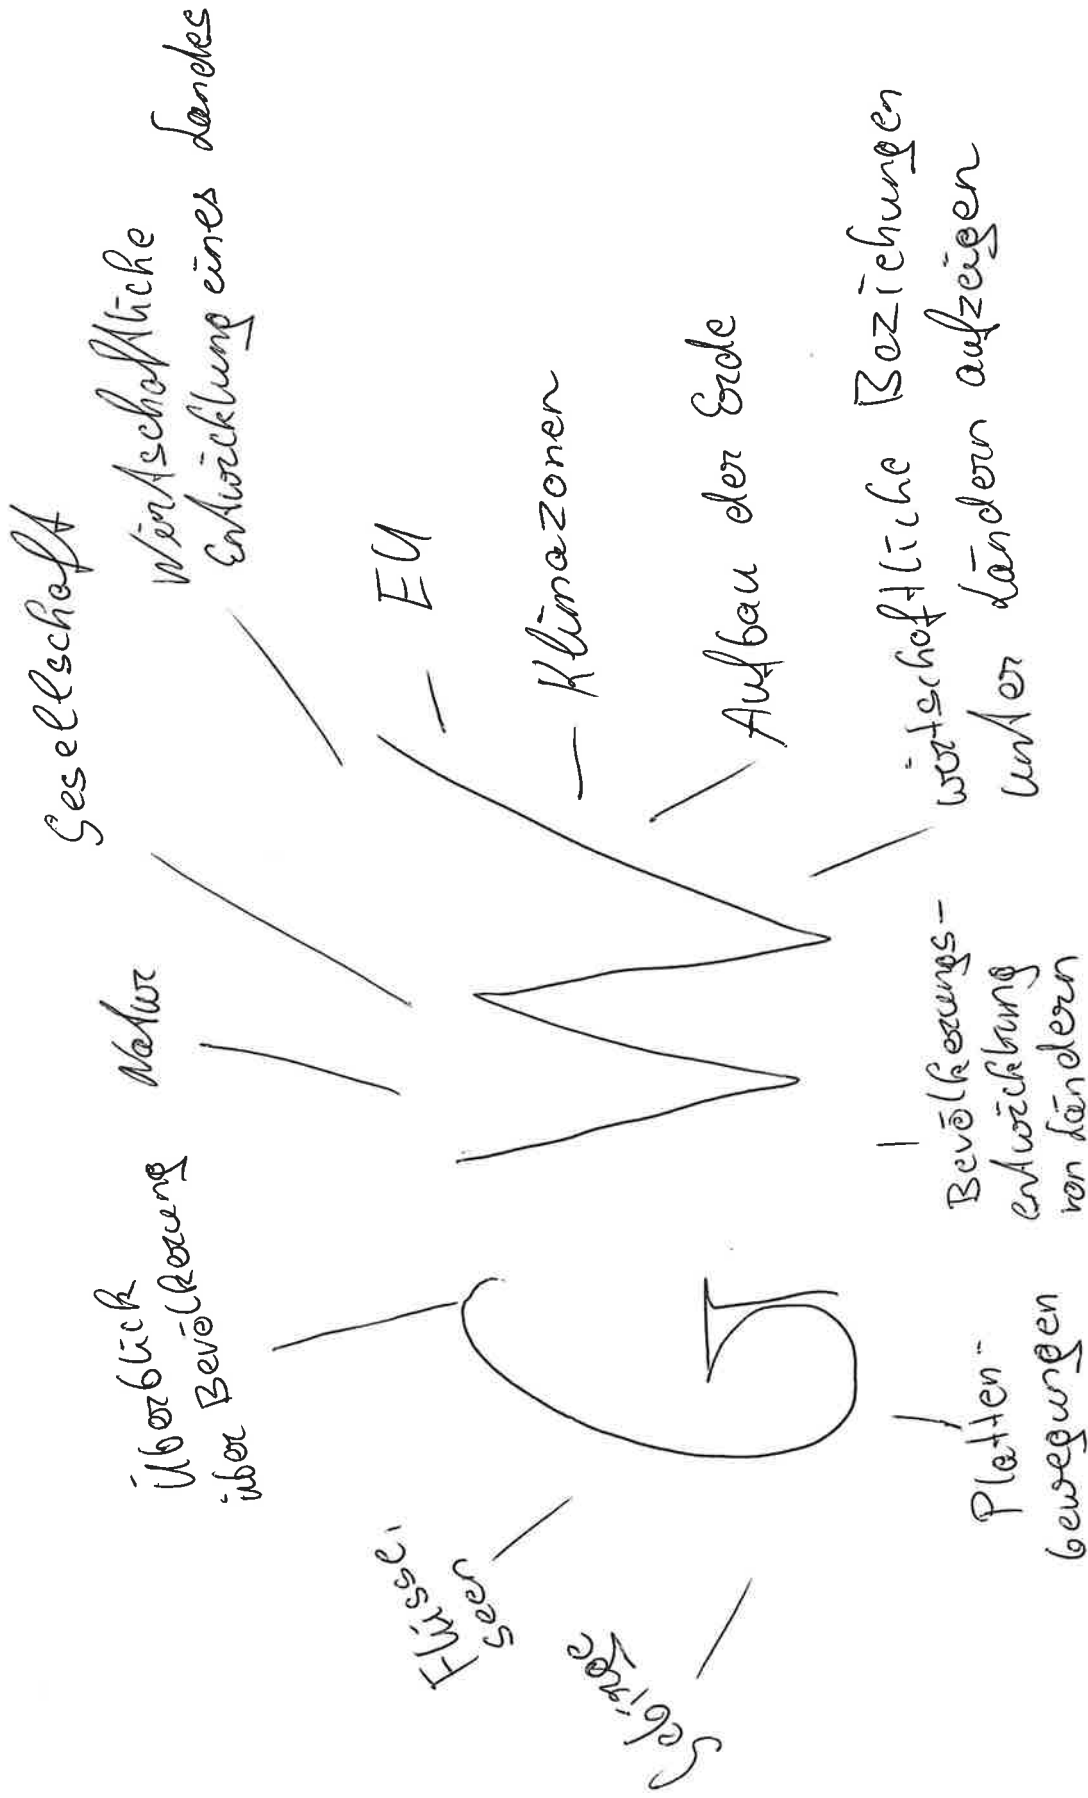 Gesellschaft
Wirtschaftliche
Entwicklung eines Landes
Natur
Überblick
über Bevölkerung
EU
Klimazonen
Flüsse,
Seen
GW
Aufbau der Erde
Gebirge
wirtschaftliche Beziehungen
unter Ländern aufzeigen
Bevölkerungs-
entwicklung
von Ländern
Platten-
bewegungen